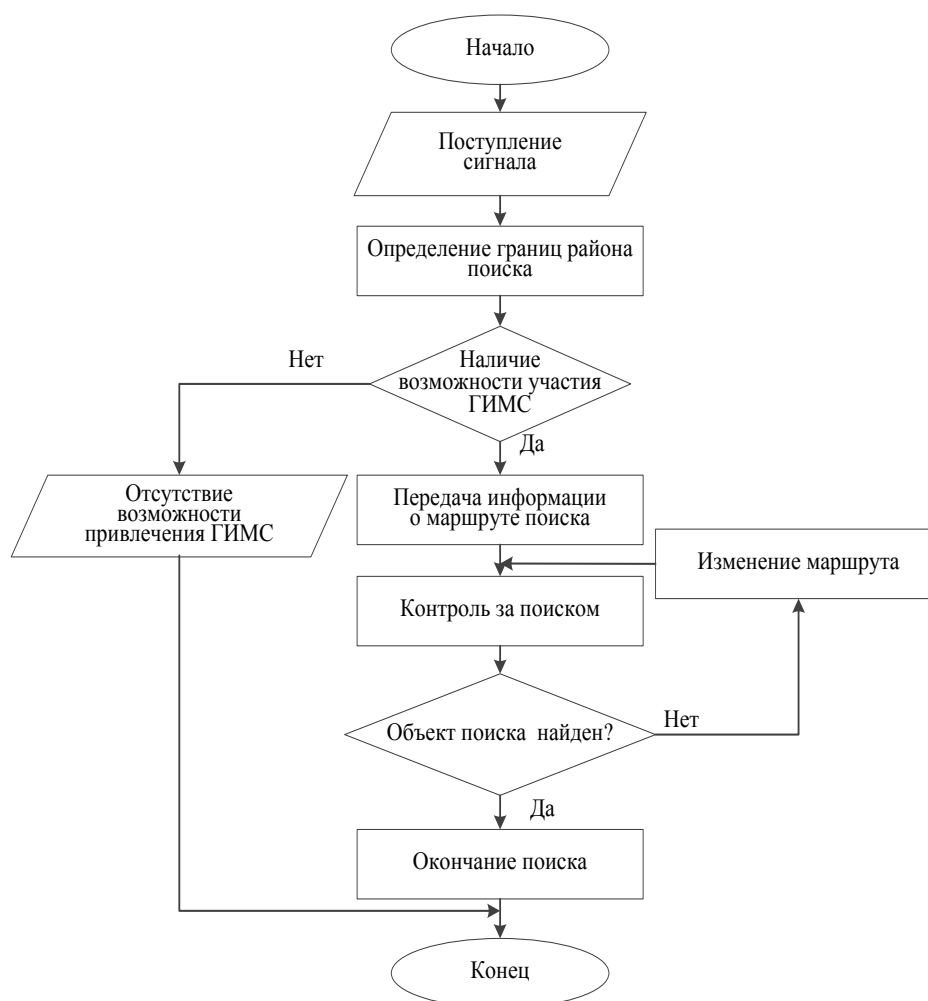 Начало
Поступление
сигнала
Определение границ района
поиска
Нет
Наличие
возможности участия
ГИМС
Да
Отсутствие
возможности
привлечения ГИМС
Передача информации
о маршруте поиска
Изменение маршрута
Контроль за поиском
Объект поиска найден?
Нет
Да
Окончание поиска
Конец